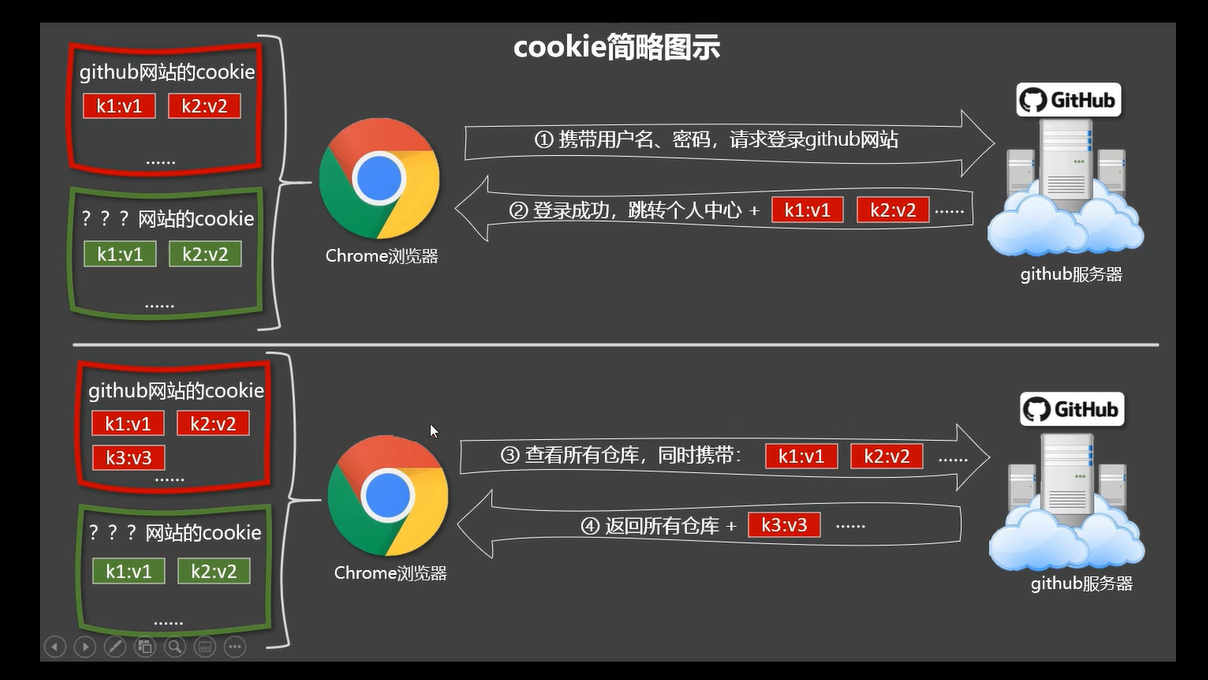 cookie简略图示
github网站的cookie
k1:v1 k2:v2
......
？？？网站的cookie
k1:v1 k2:v2
......
Chrome浏览器
① 携带用户名、密码，请求登录github网站
② 登录成功，跳转个人中心 + k1:v1 k2:v2 ......
GitHub
github服务器
github网站的cookie
k1:v1 k2:v2
k3:v3
......
？？？网站的cookie
k1:v1 k2:v2
......
Chrome浏览器
③ 查看所有仓库，同时携带： k1:v1 k2:v2 ......
④ 返回所有仓库 + k3:v3 ......
GitHub
github服务器